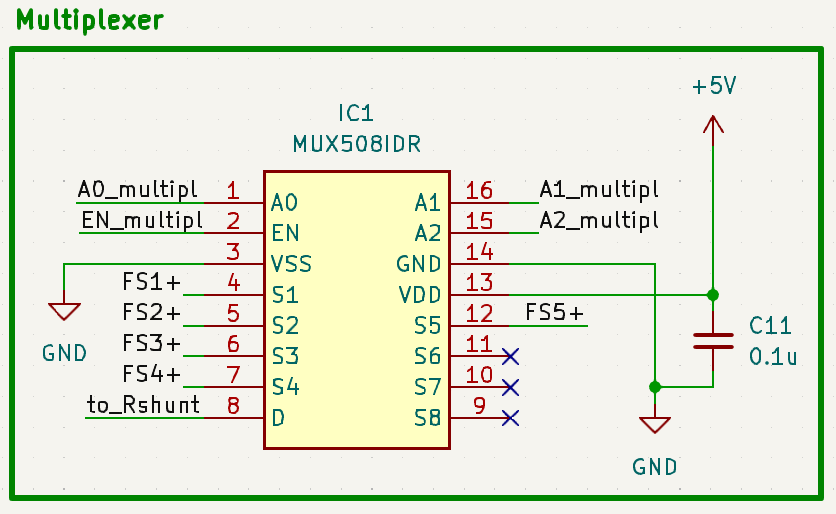 Multiplexer
+5V
IC1
MUX508IDR
A0_multipl 1 A0 A1 16 A1_multipl
EN_multipl 2 EN A2 15 A2_multipl
3 VSS GND 14
FS1+ 4 S1 VDD 13
FS2+ 5 S2 S5 12 FS5+
FS3+ 6 S3 S6 11
FS4+ 7 S4 S7 10
to_Rshunt 8 D S8 9
GND
C11
0.1u
GND